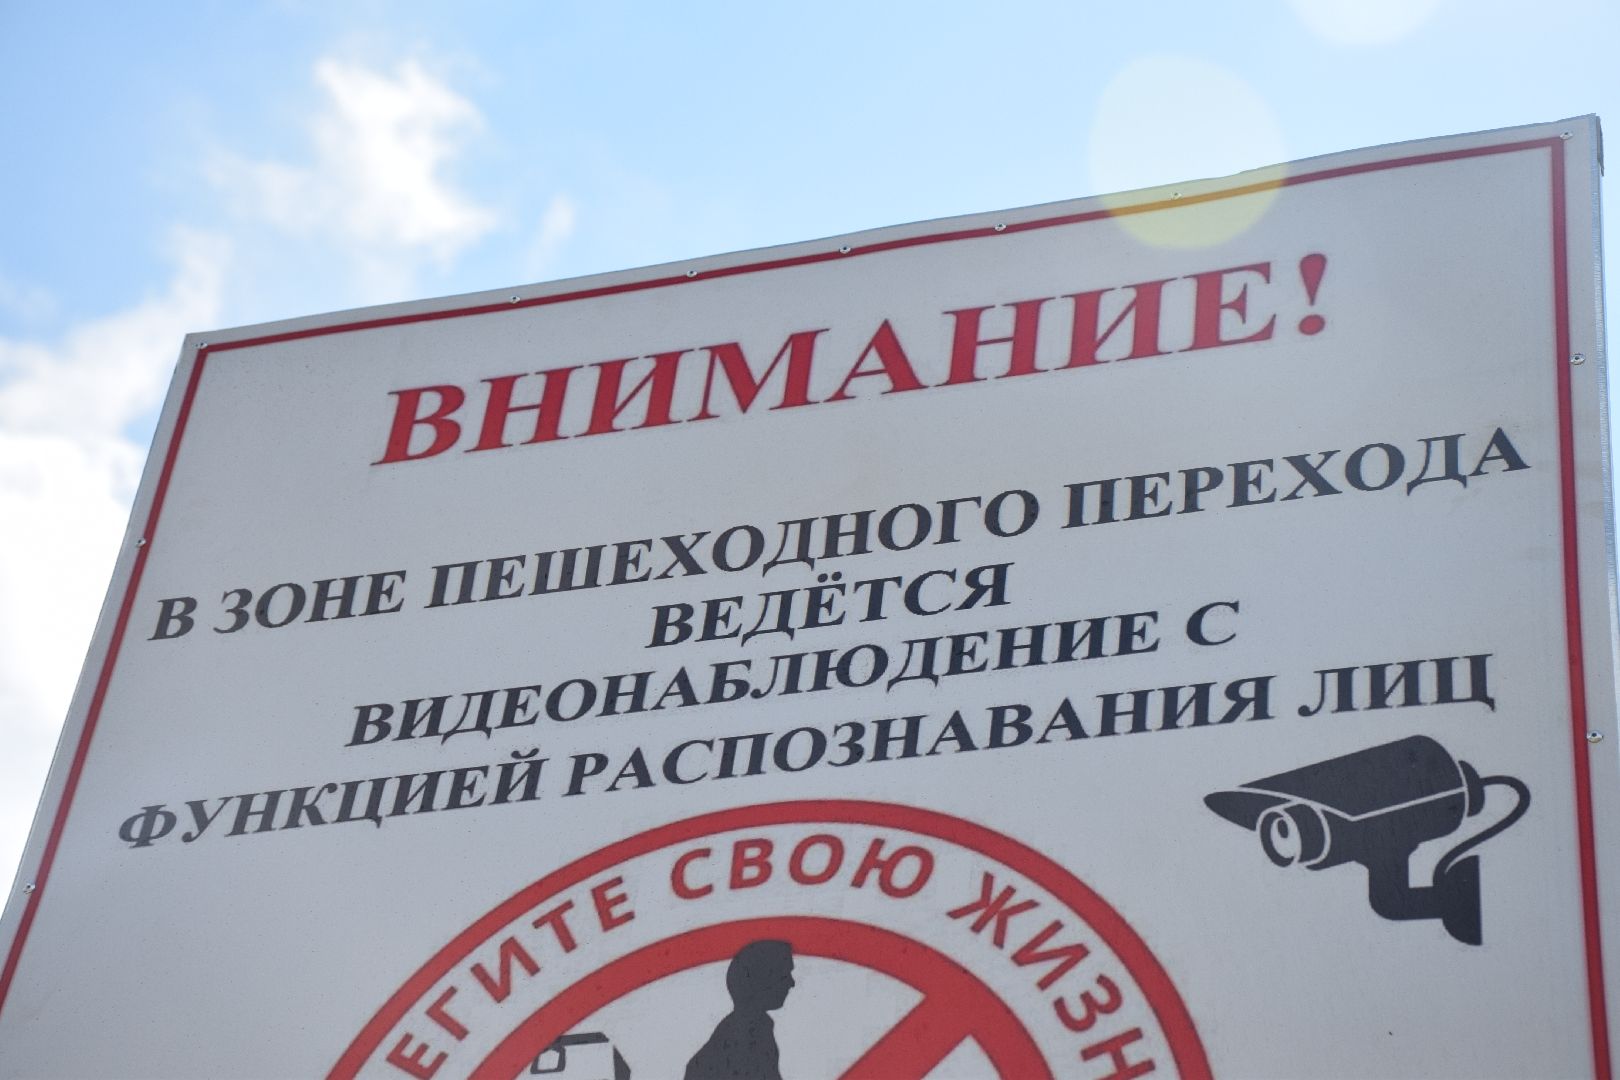 ВНИМАНИЕ!
В ЗОНЕ ПЕШЕХОДНОГО ПЕРЕХОДА
ВЕДЁТСЯ
ВИДЕОНАБЛЮДЕНИЕ С
ФУНКЦИЕЙ РАСПОЗНАВАНИЯ ЛИЦ
ЕГИТЕ СВОЮ ЖИЗН